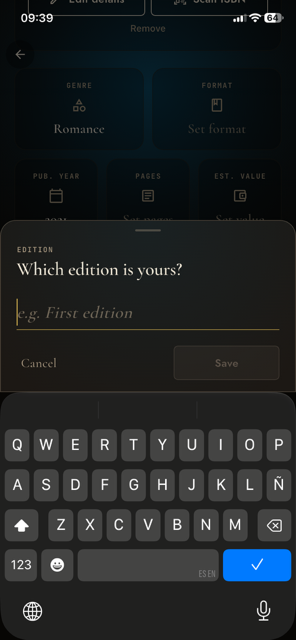 09:39
64
Edit details
Scan ISBN
Remove
GENRE
FORMAT
Romance
Set format
PUB. YEAR
PAGES
EST. VALUE
Set pages
Set value
EDITION
Which edition is yours?
e.g. First edition
Cancel
Save
Q W E R T Y U I O P
A S D F G H J K L Ñ
Z X C V B N M
123
ES EN